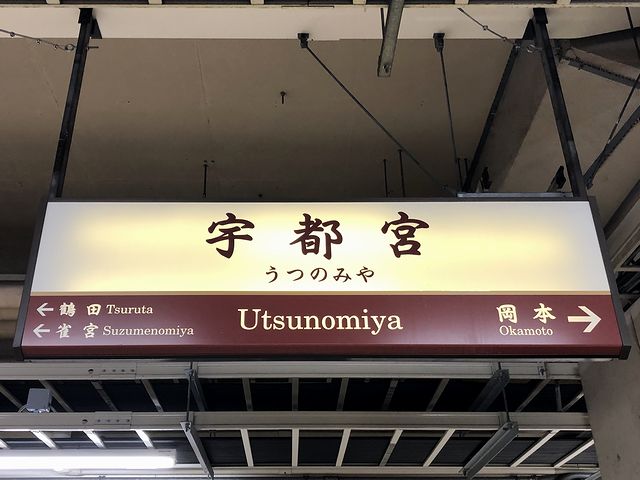 宇都宮
うつのみや
← 鶴田 Tsuruta
← 雀宮 Suzumenomiya
Utsunomiya
岡本 →
Okamoto